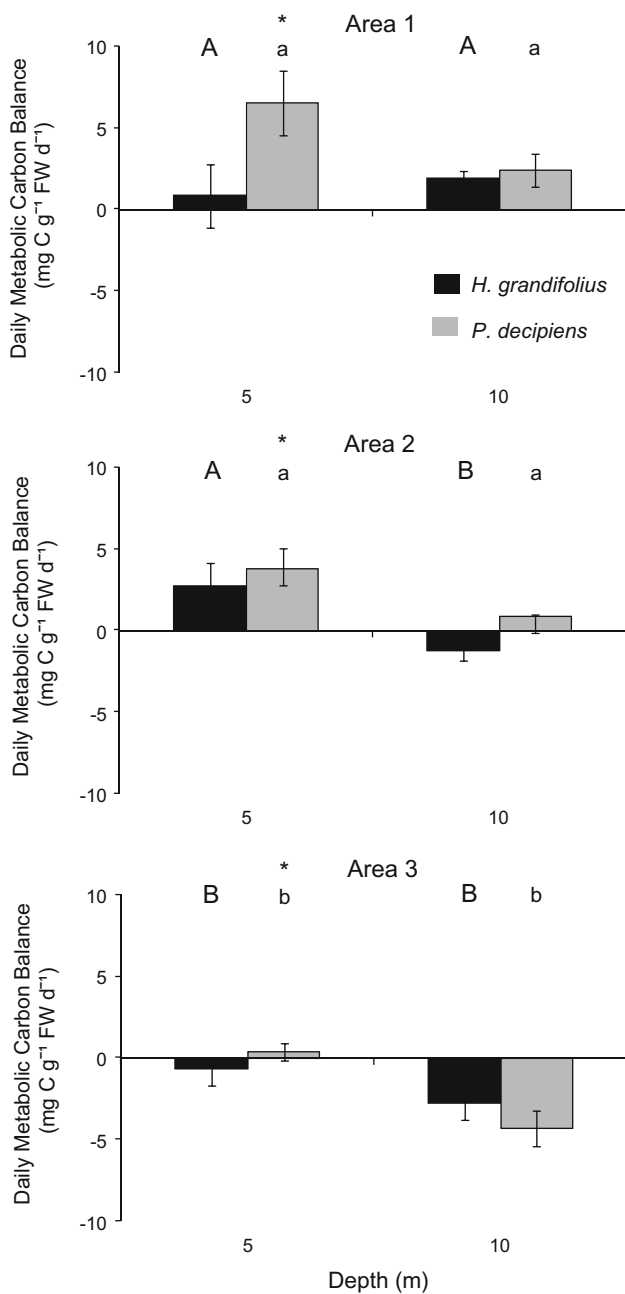 * Area 1
A a A a
10
5
0
-5
-10
Daily Metabolic Carbon Balance
(mg C g⁻¹ FW d⁻¹)
H. grandifolius
P. decipiens
5 10
* Area 2
A a B a
10
5
0
-5
-10
Daily Metabolic Carbon Balance
(mg C g⁻¹ FW d⁻¹)
5 10
* Area 3
B b B b
10
5
0
-5
-10
Daily Metabolic Carbon Balance
(mg C g⁻¹ FW d⁻¹)
5 10
Depth (m)